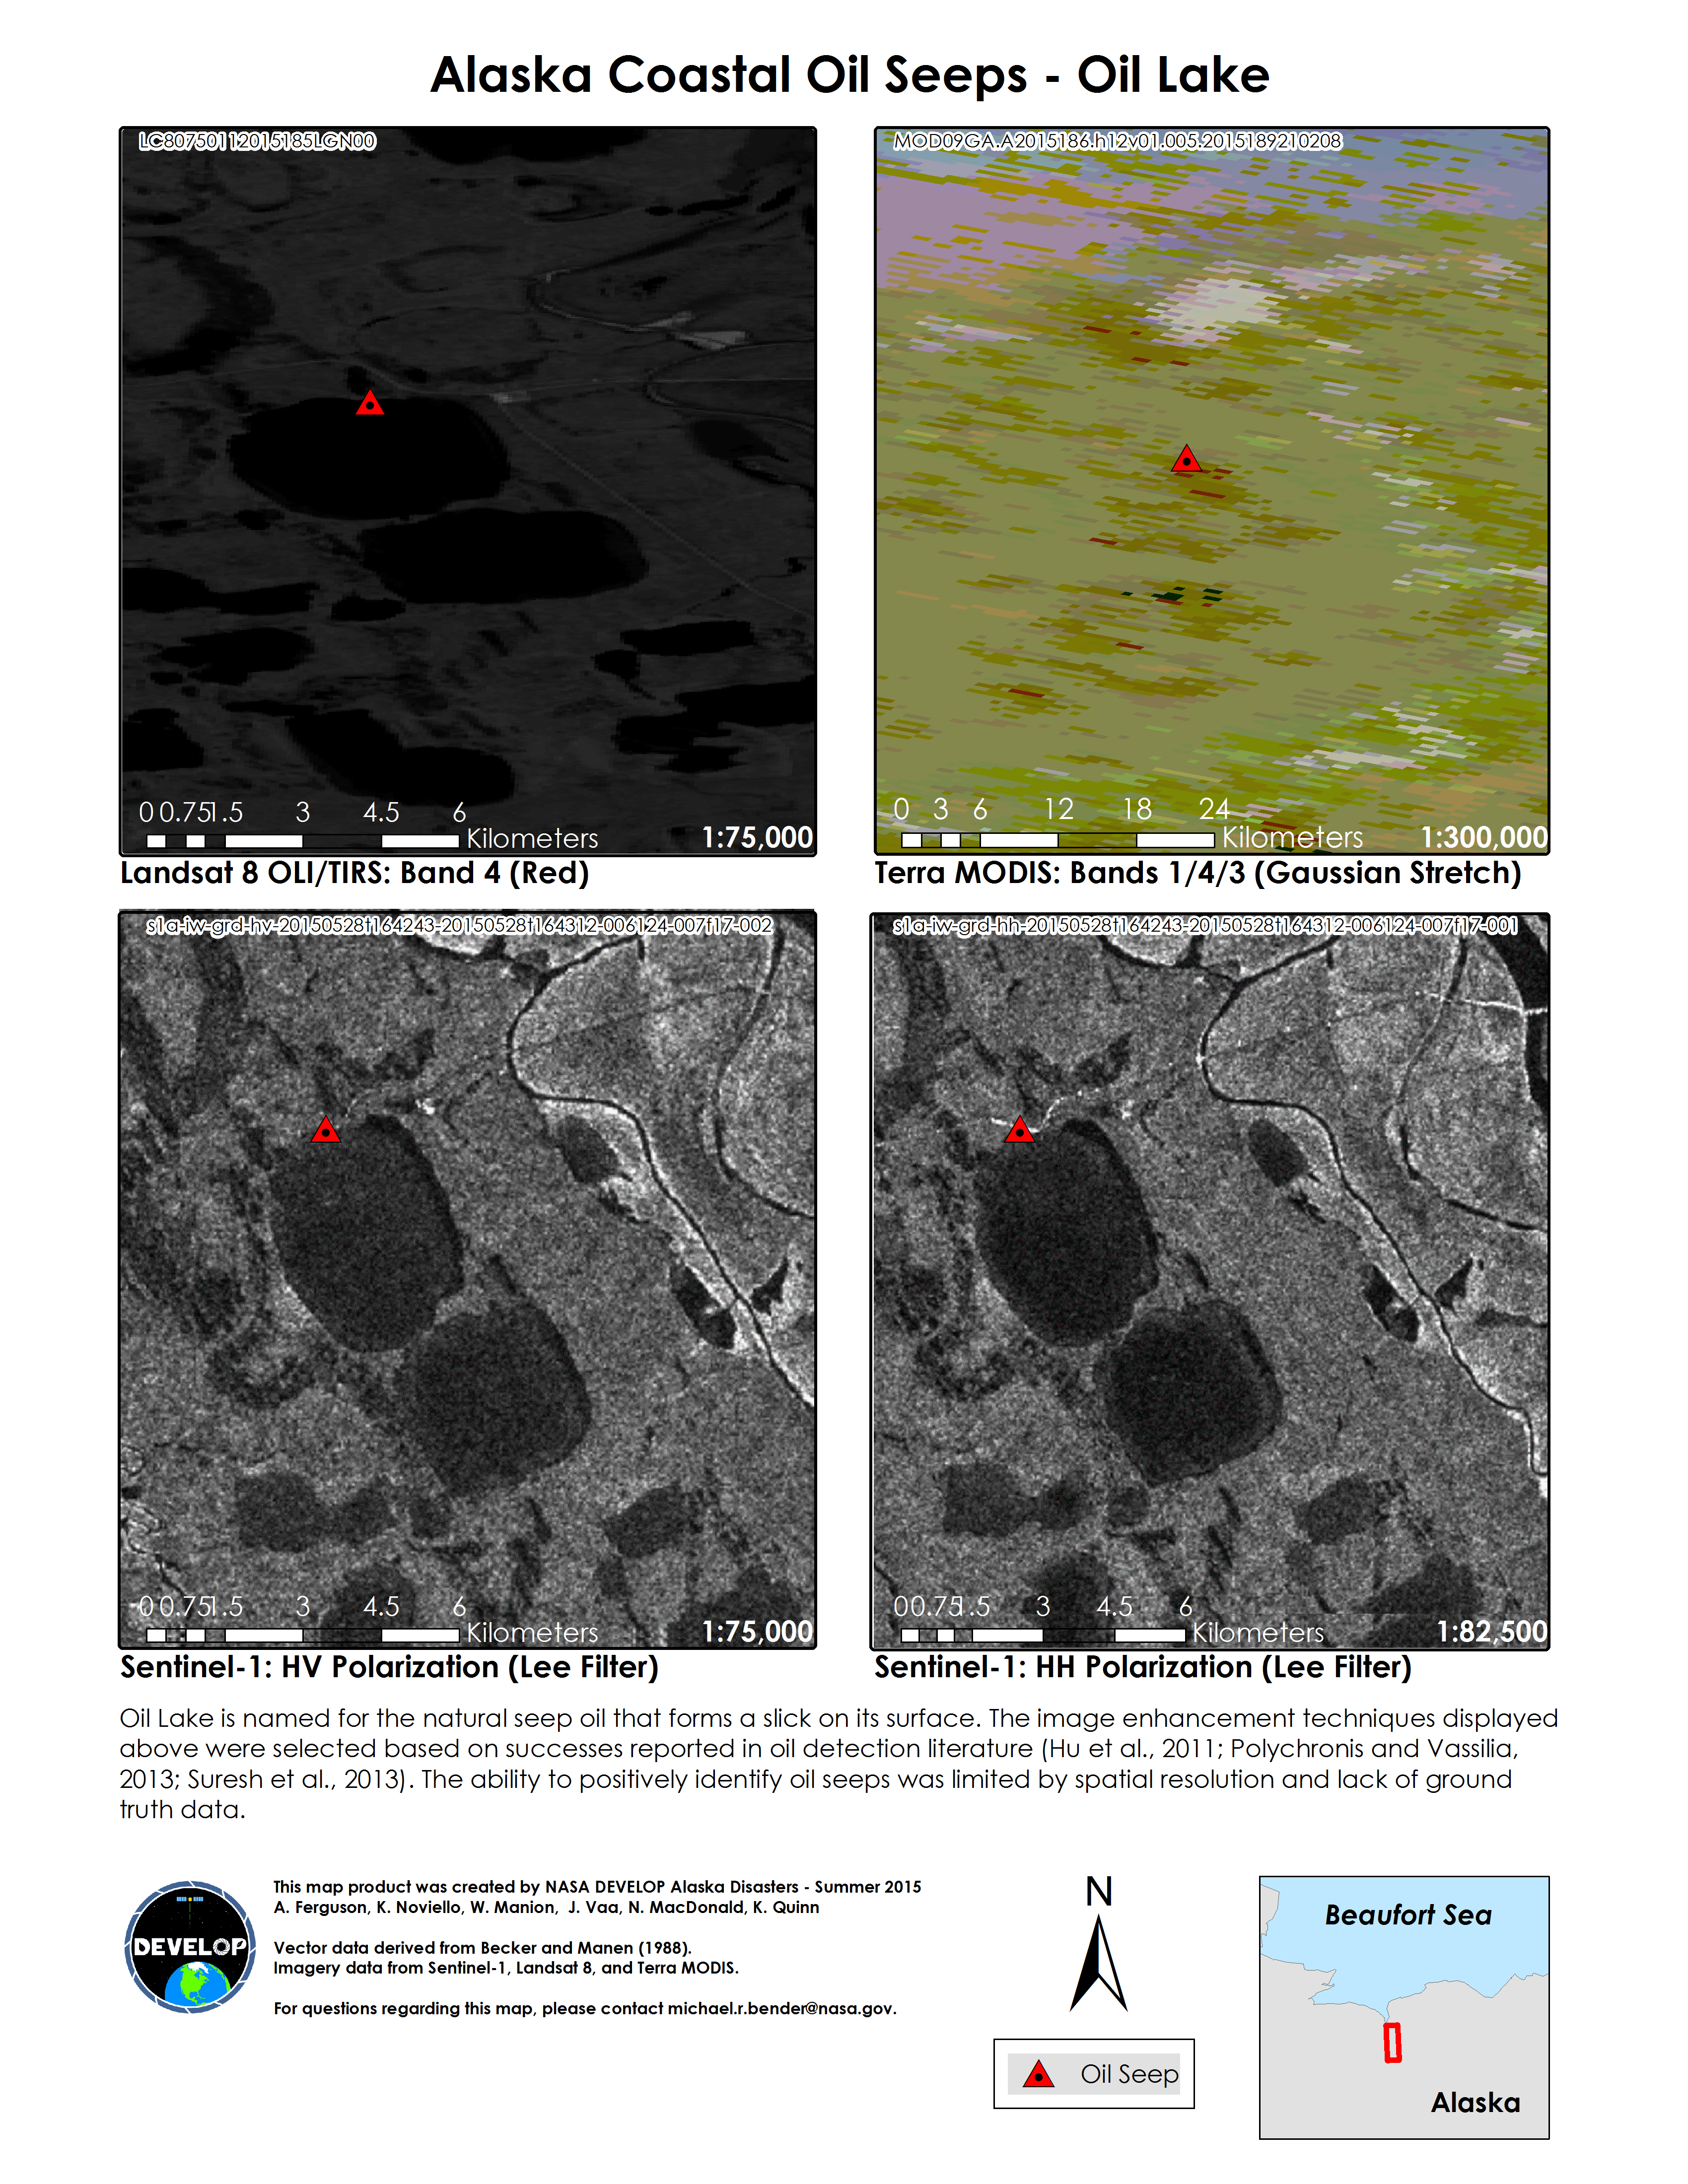 Alaska Coastal Oil Seeps - Oil Lake
LC80750112015185LGN00
0 0.75 1.5 3 4.5 6
Kilometers
1:75,000
Landsat 8 OLI/TIRS: Band 4 (Red)
MOD09GA.A2015186.h12v01.005.2015189210208
0 3 6 12 18 24
Kilometers
1:300,000
Terra MODIS: Bands 1/4/3 (Gaussian Stretch)
s1a-iw-grd-hv-20150528t164243-20150528t164312-006124-007f17-002
0 0.75 1.5 3 4.5 6
Kilometers
1:75,000
Sentinel-1: HV Polarization (Lee Filter)
s1a-iw-grd-hh-20150528t164243-20150528t164312-006124-007f17-001
0 0.75 1.5 3 4.5 6
Kilometers
1:82,500
Sentinel-1: HH Polarization (Lee Filter)
Oil Lake is named for the natural seep oil that forms a slick on its surface. The image enhancement techniques displayed
above were selected based on successes reported in oil detection literature (Hu et al., 2011; Polychronis and Vassilia,
2013; Suresh et al., 2013). The ability to positively identify oil seeps was limited by spatial resolution and lack of ground
truth data.
DEVELOP
This map product was created by NASA DEVELOP Alaska Disasters - Summer 2015
A. Ferguson, K. Noviello, W. Manion, J. Vaa, N. MacDonald, K. Quinn
Vector data derived from Becker and Manen (1988).
Imagery data from Sentinel-1, Landsat 8, and Terra MODIS.
For questions regarding this map, please contact michael.r.bender@nasa.gov.
N
Oil Seep
Beaufort Sea
Alaska